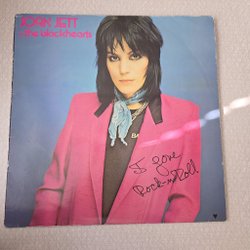 JOAN JETT
& the blackhearts
I Love
Rock-n-Roll